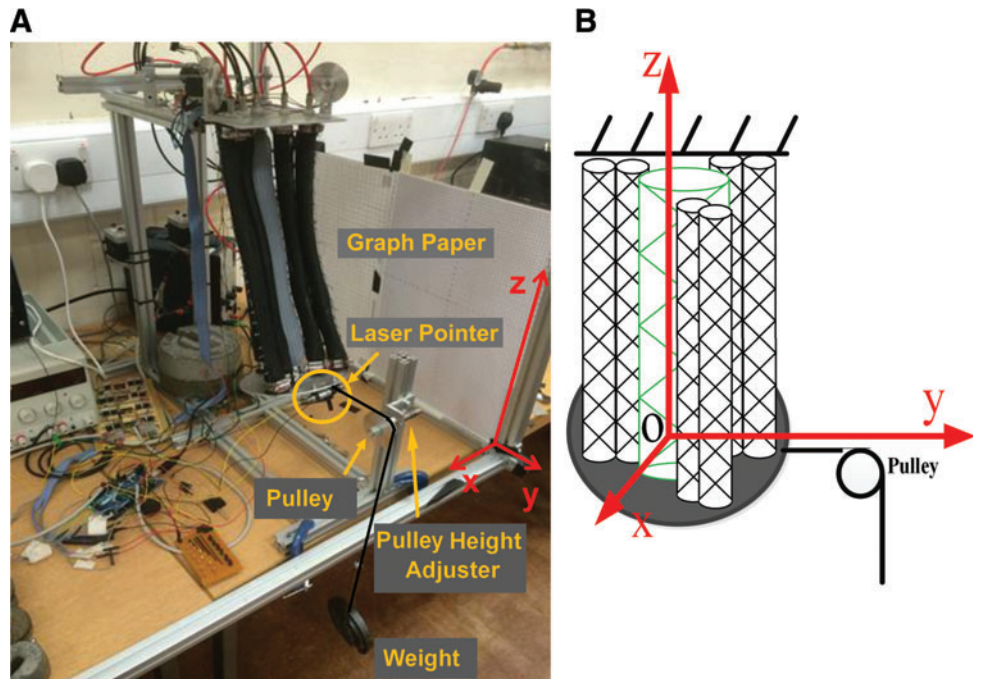 A
B
Graph Paper
z
Laser Pointer
Pulley
x
y
Pulley Height
Adjuster
Weight
z
y
O
Pulley
x